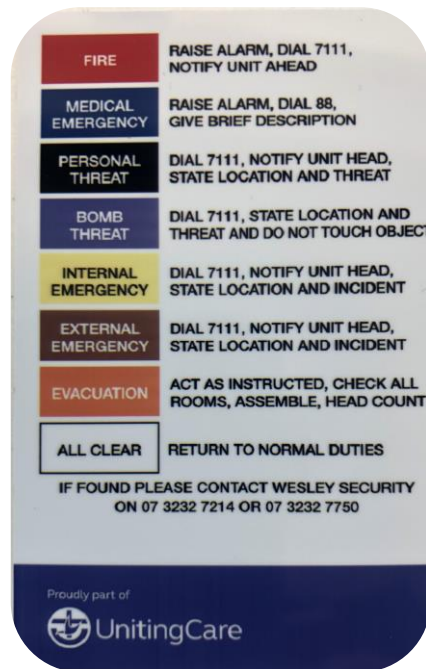 FIRE
RAISE ALARM, DIAL 7111,
NOTIFY UNIT AHEAD
MEDICAL
EMERGENCY
RAISE ALARM, DIAL 88,
GIVE BRIEF DESCRIPTION
PERSONAL
THREAT
DIAL 7111, NOTIFY UNIT HEAD,
STATE LOCATION AND THREAT
BOMB
THREAT
DIAL 7111, STATE LOCATION AND
THREAT AND DO NOT TOUCH OBJECT
INTERNAL
EMERGENCY
DIAL 7111, NOTIFY UNIT HEAD,
STATE LOCATION AND INCIDENT
EXTERNAL
EMERGENCY
DIAL 7111, NOTIFY UNIT HEAD,
STATE LOCATION AND INCIDENT
EVACUATION
ACT AS INSTRUCTED, CHECK ALL
ROOMS, ASSEMBLE, HEAD COUNT
ALL CLEAR
RETURN TO NORMAL DUTIES
IF FOUND PLEASE CONTACT WESLEY SECURITY
ON 07 3232 7214 OR 07 3232 7750
Proudly part of
UnitingCare